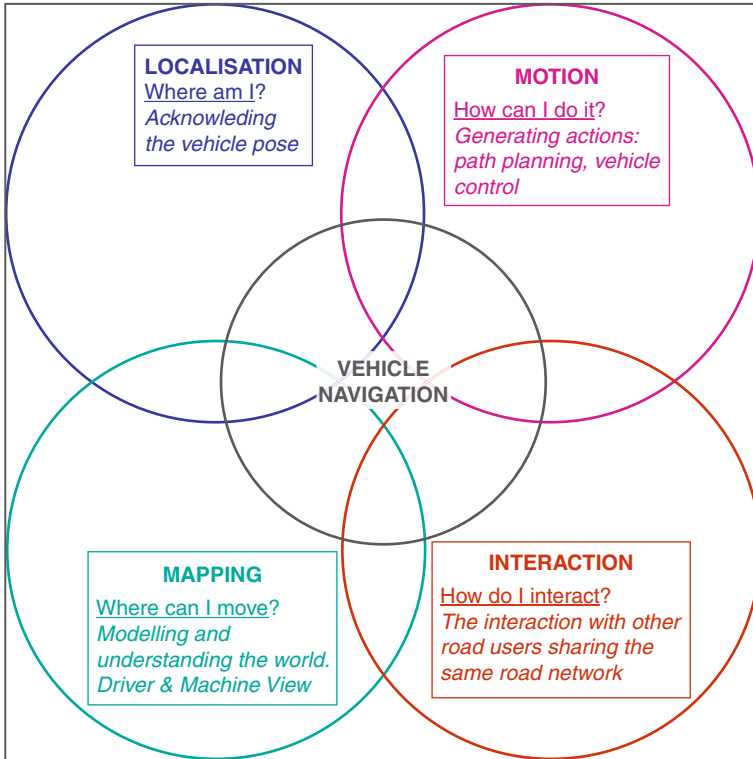 LOCALISATION
Where am I?
Acknowleding
the vehicle pose
MOTION
How can I do it?
Generating actions:
path planning, vehicle
control
VEHICLE
NAVIGATION
MAPPING
Where can I move?
Modelling and
understanding the world.
Driver & Machine View
INTERACTION
How do I interact?
The interaction with other
road users sharing the
same road network